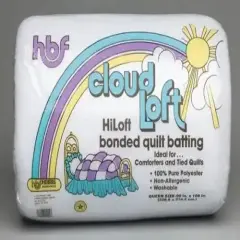 hbf
cloud
loft
HiLoft
bonded quilt batting
Ideal for...
Comforters and Tied Quilts
• 100% Pure Polyester
• Non-Allergenic
• Washable
hbf